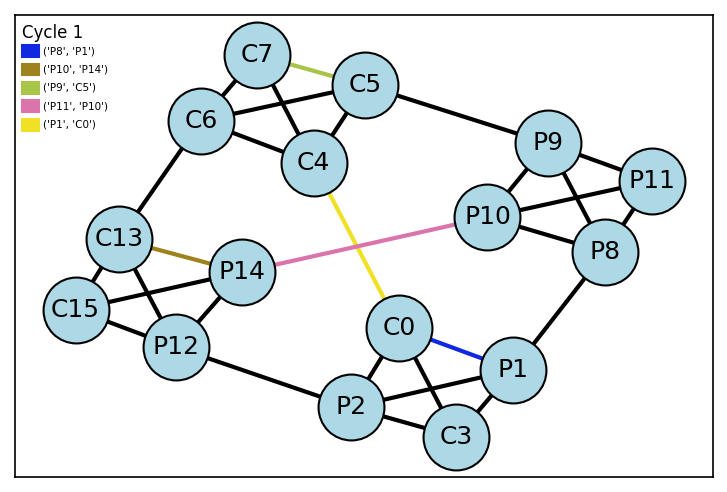 Cycle 1
('P8', 'P1')
('P10', 'P14')
('P9', 'C5')
('P11', 'P10')
('P1', 'C0')
C7
C5
C6
C4
P9
P11
P10
P8
C13
P14
C15
P12
C0
P1
P2
C3